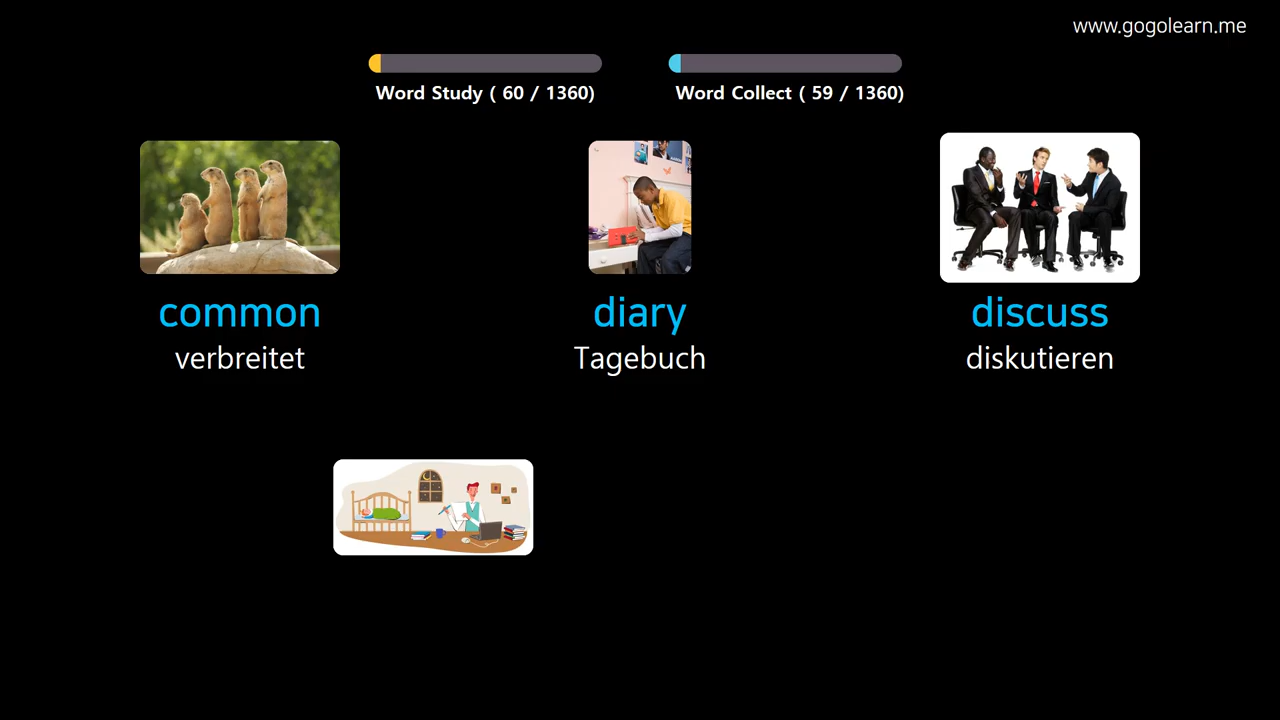 www.gogolearn.me
Word Study ( 60 / 1360)
Word Collect ( 59 / 1360)
common
diary
discuss
verbreitet
Tagebuch
diskutieren